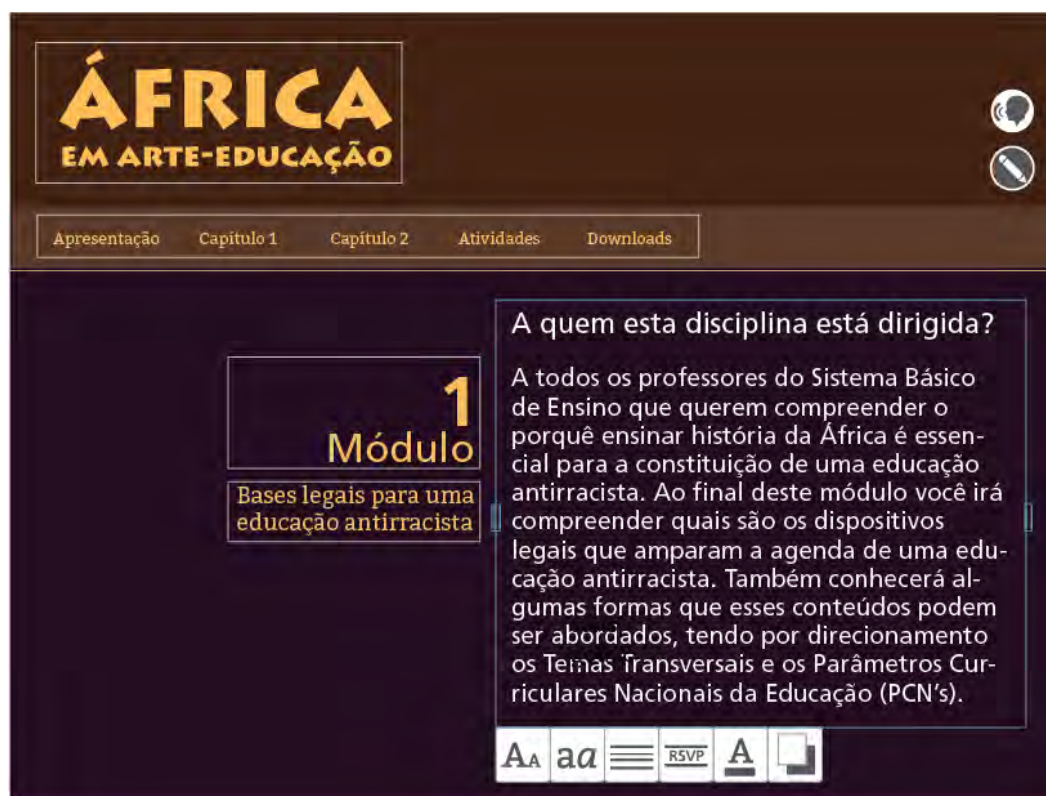 ÁFRICA
EM ARTE-EDUCAÇÃO
Apresentação Capítulo 1 Capítulo 2 Atividades Downloads
1
Módulo
Bases legais para uma
educação antirracista
A quem esta disciplina está dirigida?
A todos os professores do Sistema Básico
de Ensino que querem compreender o
porquê ensinar história da África é essen-
cial para a constituição de uma educação
antirracista. Ao final deste módulo você irá
compreender quais são os dispositivos
legais que amparam a agenda de uma edu-
cação antirracista. Também conhecerá al-
gumas formas que esses conteúdos podem
ser abordados, tendo por direcionamento
os Temas Transversais e os Parâmetros Cur-
riculares Nacionais da Educação (PCN's).
AA aa RSVP A